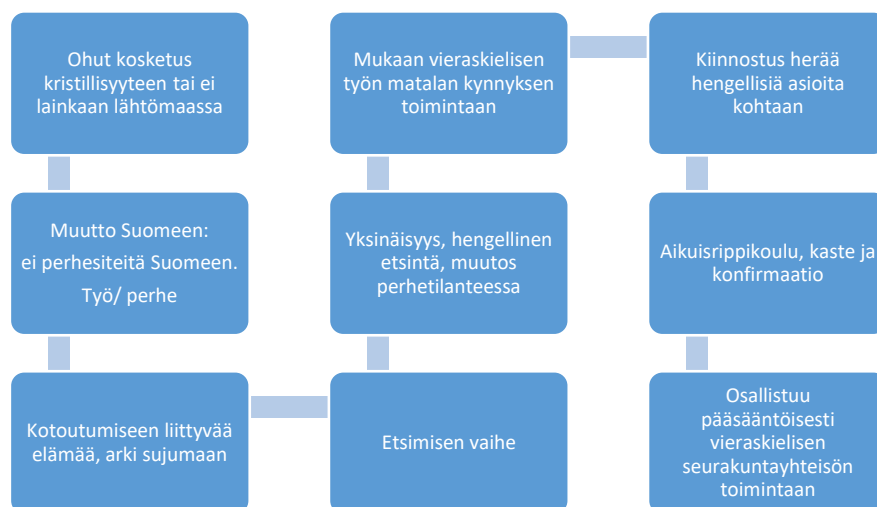 Ohut kosketus
kristillisyyteen tai ei
lainkaan lähtömaassa
Muutto Suomeen:
ei perhesiteitä Suomeen.
Työ/ perhe
Kotoutumiseen liittyvää
elämää, arki sujumaan
Etsimisen vaihe
Yksinäisyys, hengellinen
etsintä, muutos
perhetilanteessa
Mukaan vieraskielisen
työn matalan kynnyksen
toimintaan
Kiinnostus herää
hengellisiä asioita
kohtaan
Aikuisrippikoulu, kaste ja
konfirmaatio
Osallistuu
pääsääntöisesti
vieraskielisen
seurakuntayhteisön
toimintaan